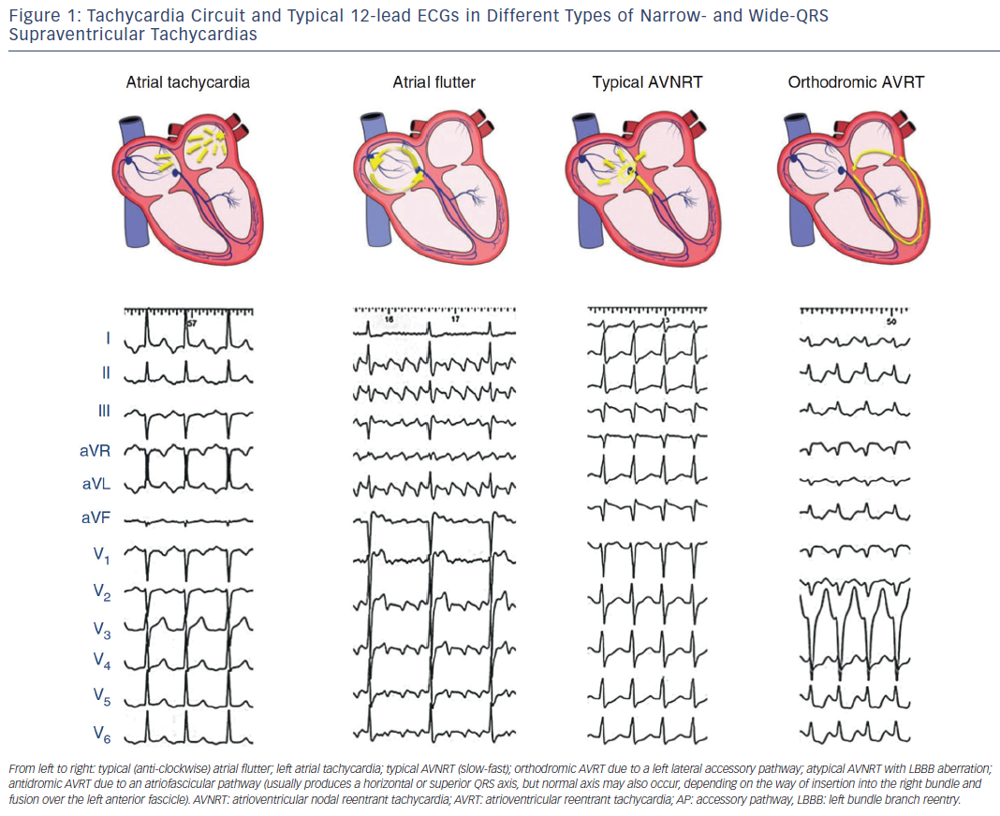 Figure 1: Tachycardia Circuit and Typical 12-lead ECGs in Different Types of Narrow- and Wide-QRS
Supraventricular Tachycardias
Atrial tachycardia
Atrial flutter
Typical AVNRT
Orthodromic AVRT
57
16
17
13
50
I
II
III
aVR
aVL
aVF
V1
V2
V3
V4
V5
V6
From left to right: typical (anti-clockwise) atrial flutter; left atrial tachycardia; typical AVNRT (slow-fast); orthodromic AVRT due to a left lateral accessory pathway; atypical AVNRT with LBBB aberration;
antidromic AVRT due to an atriofascicular pathway (usually produces a horizontal or superior QRS axis, but normal axis may also occur, depending on the way of insertion into the right bundle and
fusion over the left anterior fascicle). AVNRT: atrioventricular nodal reentrant tachycardia; AVRT: atrioventricular reentrant tachycardia; AP: accessory pathway, LBBB: left bundle branch reentry.